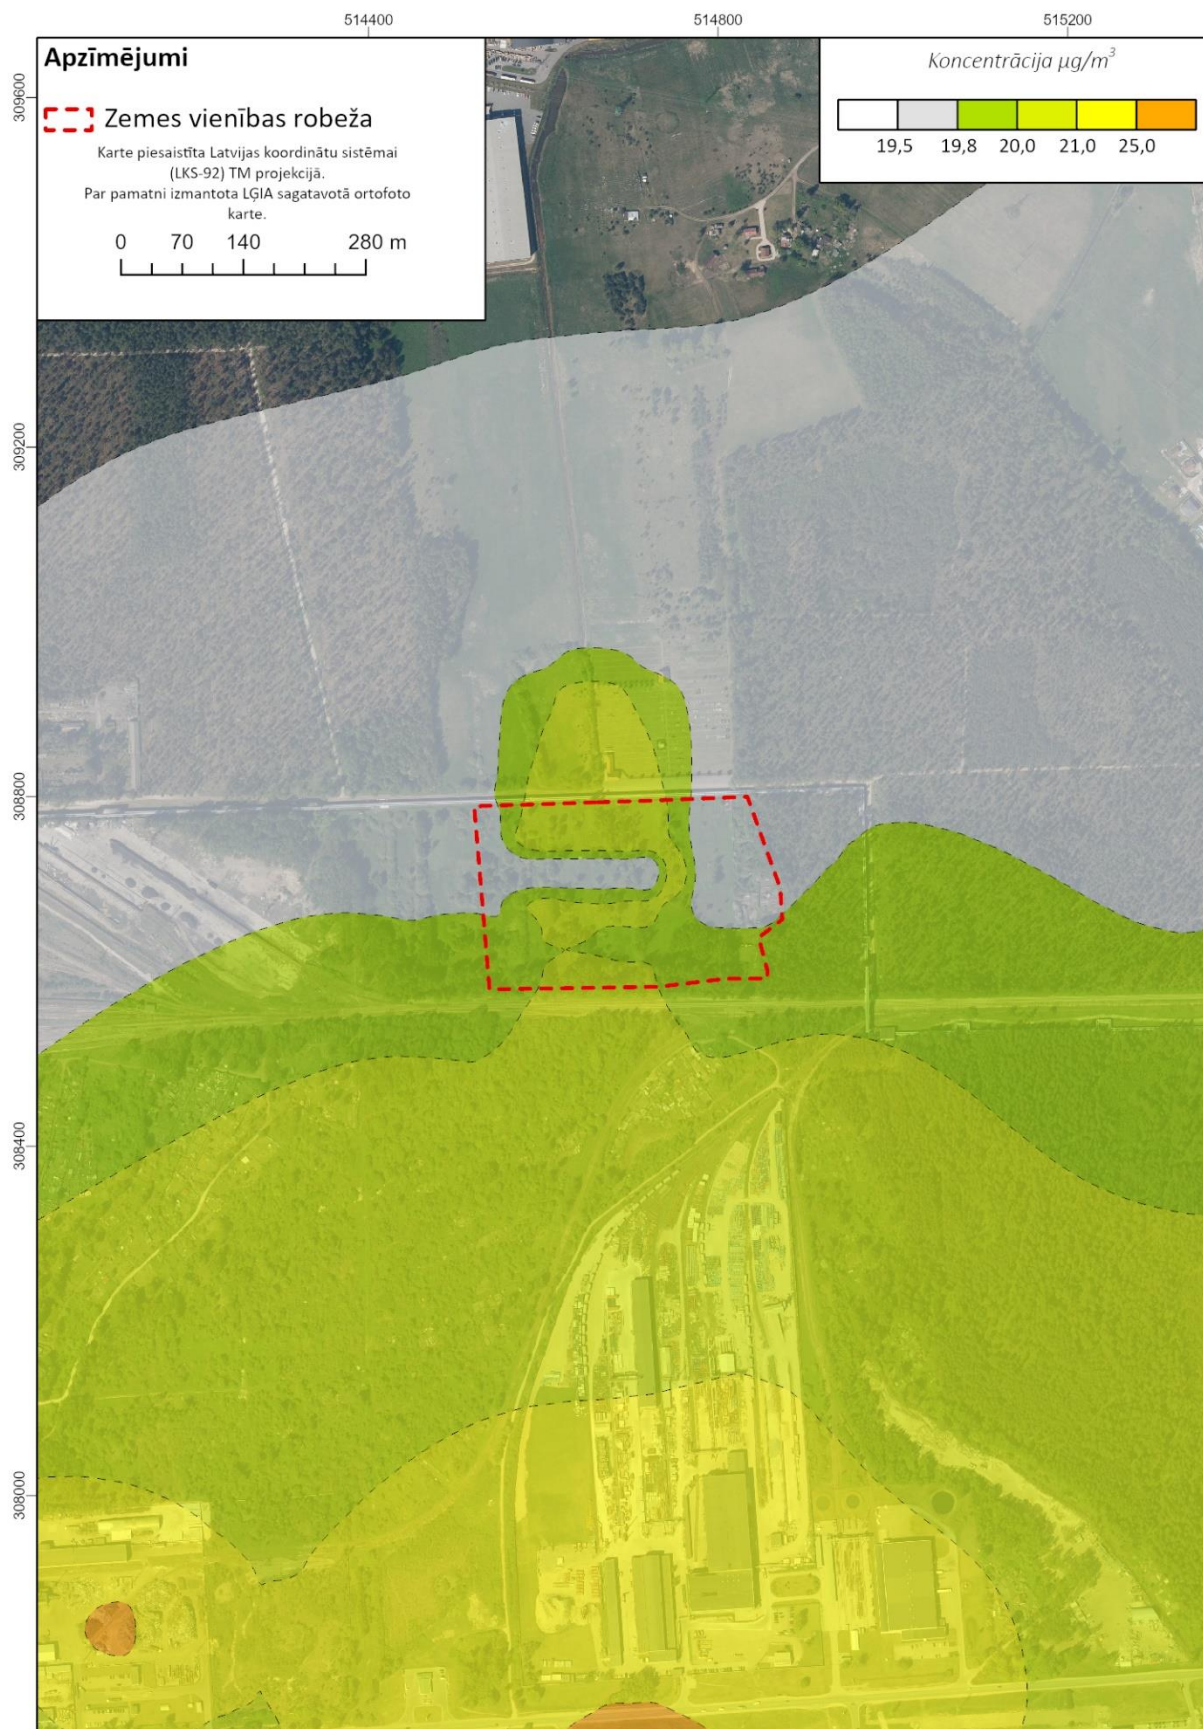 514400
514800
515200
Apzīmējumi
Zemes vienības robeža
Karte piesaistīta Latvijas koordinātu sistēmai
(LKS-92) TM projekcijā.
Par pamatni izmantota LĢIA sagatavotā ortofoto
karte.
0 70 140 280 m
Koncentrācija µg/m³
19,5 19,8 20,0 21,0 25,0
309600
309200
308800
308400
308000